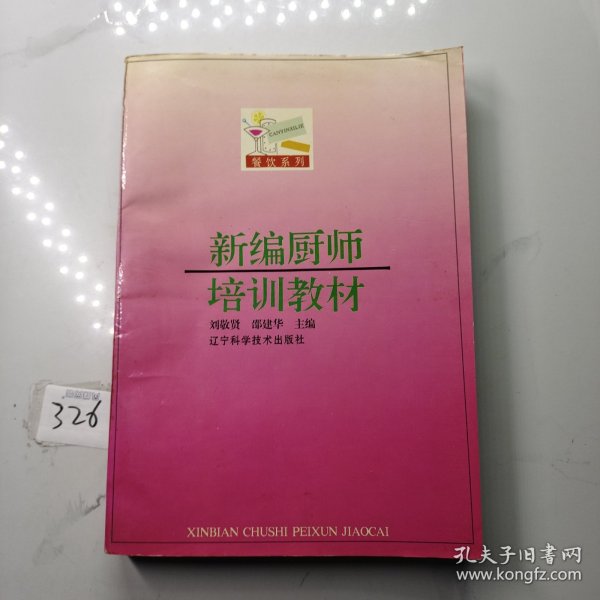 CANYINXILIE
餐饮系列
新编厨师
培训教材
刘敬贤 邵建华 主编
辽宁科学技术出版社
326
XINBIAN CHUSHI PEIXUN JIAOCAI
孔夫子旧书网
www.kongfz.com